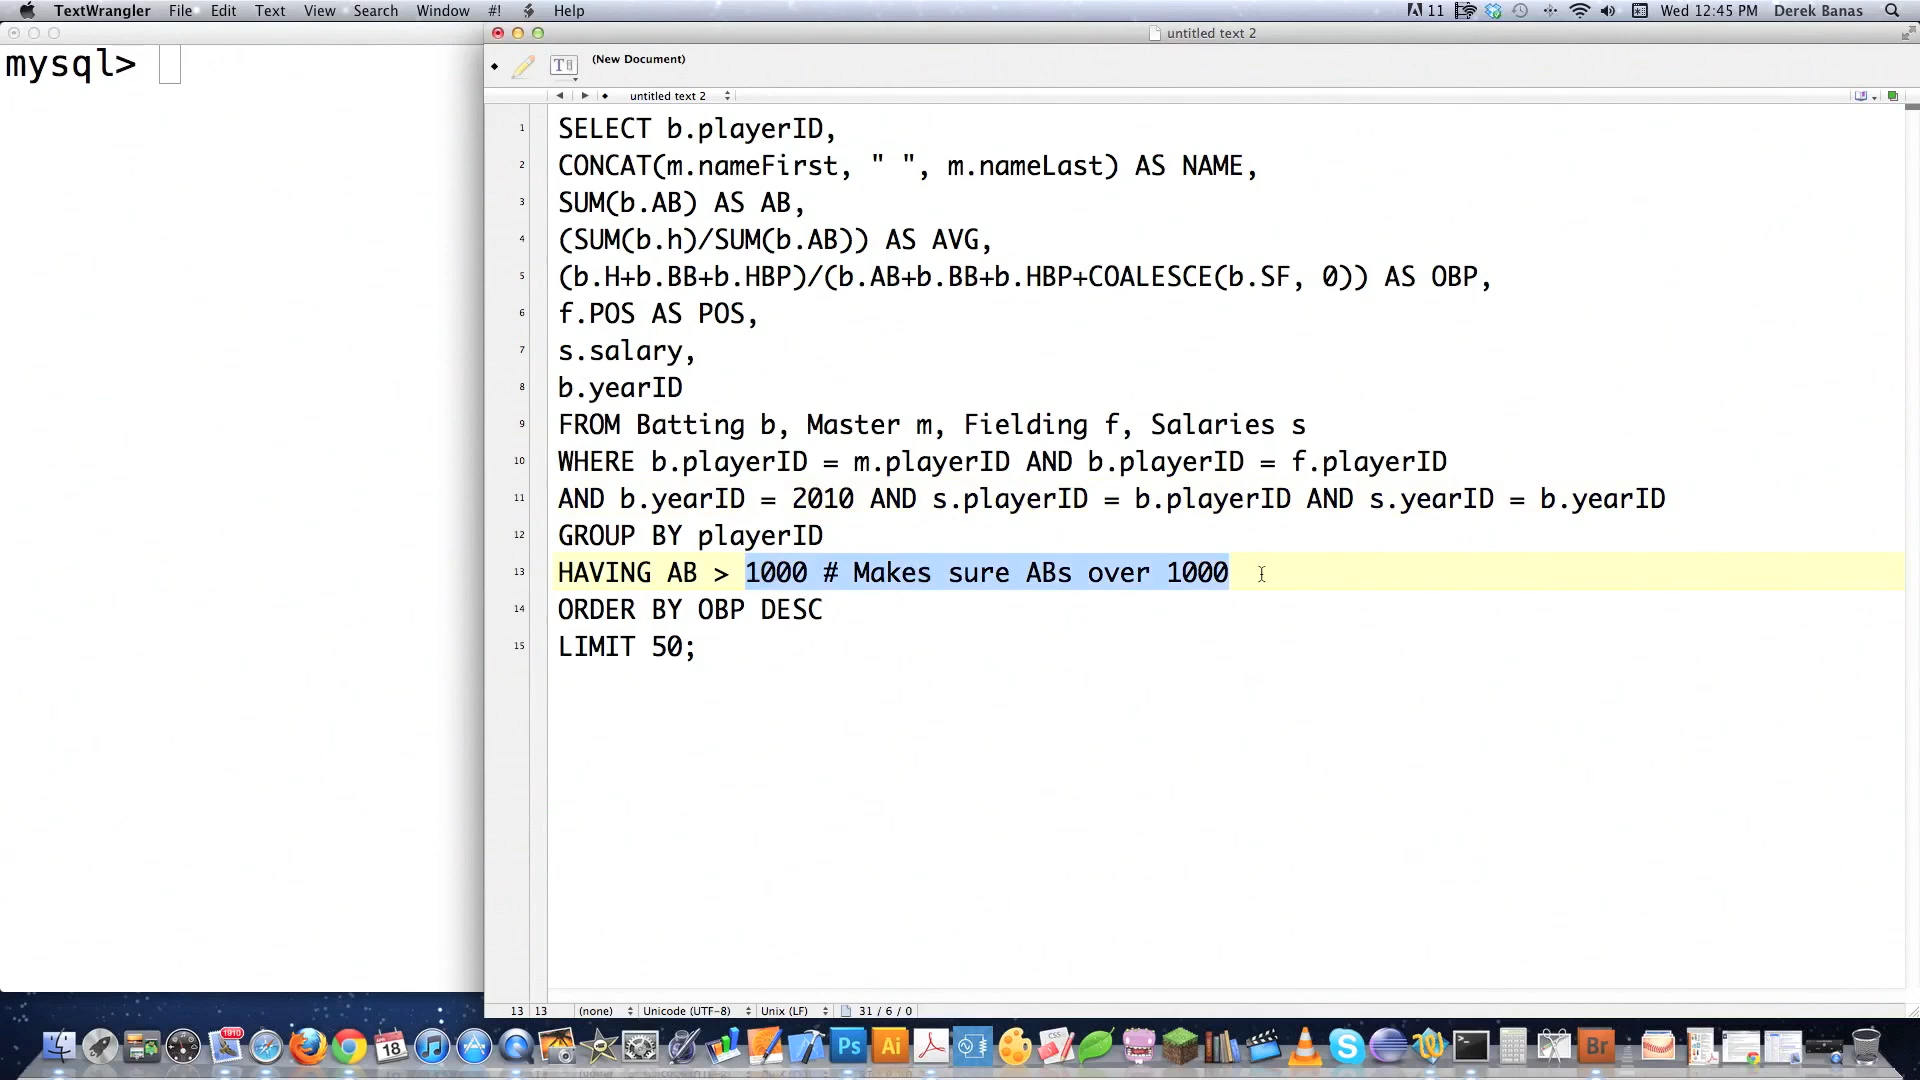 TextWrangler File Edit Text View Search Window #! Help 11 Wed 12:45 PM Derek Banas
untitled text 2
mysql>
(New Document)
untitled text 2
1 SELECT b.playerID,
2 CONCAT(m.nameFirst, " ", m.nameLast) AS NAME,
3 SUM(b.AB) AS AB,
4 (SUM(b.h)/SUM(b.AB)) AS AVG,
5 (b.H+b.BB+b.HBP)/(b.AB+b.BB+b.HBP+COALESCE(b.SF, 0)) AS OBP,
6 f.POS AS POS,
7 s.salary,
8 b.yearID
9 FROM Batting b, Master m, Fielding f, Salaries s
10 WHERE b.playerID = m.playerID AND b.playerID = f.playerID
11 AND b.yearID = 2010 AND s.playerID = b.playerID AND s.yearID = b.yearID
12 GROUP BY playerID
13 HAVING AB > 1000 # Makes sure ABs over 1000
14 ORDER BY OBP DESC
15 LIMIT 50;
13 13 (none) Unicode (UTF-8) Unix (LF) 31 / 6 / 0
1910
18
Ps
Ai
CSS
Br